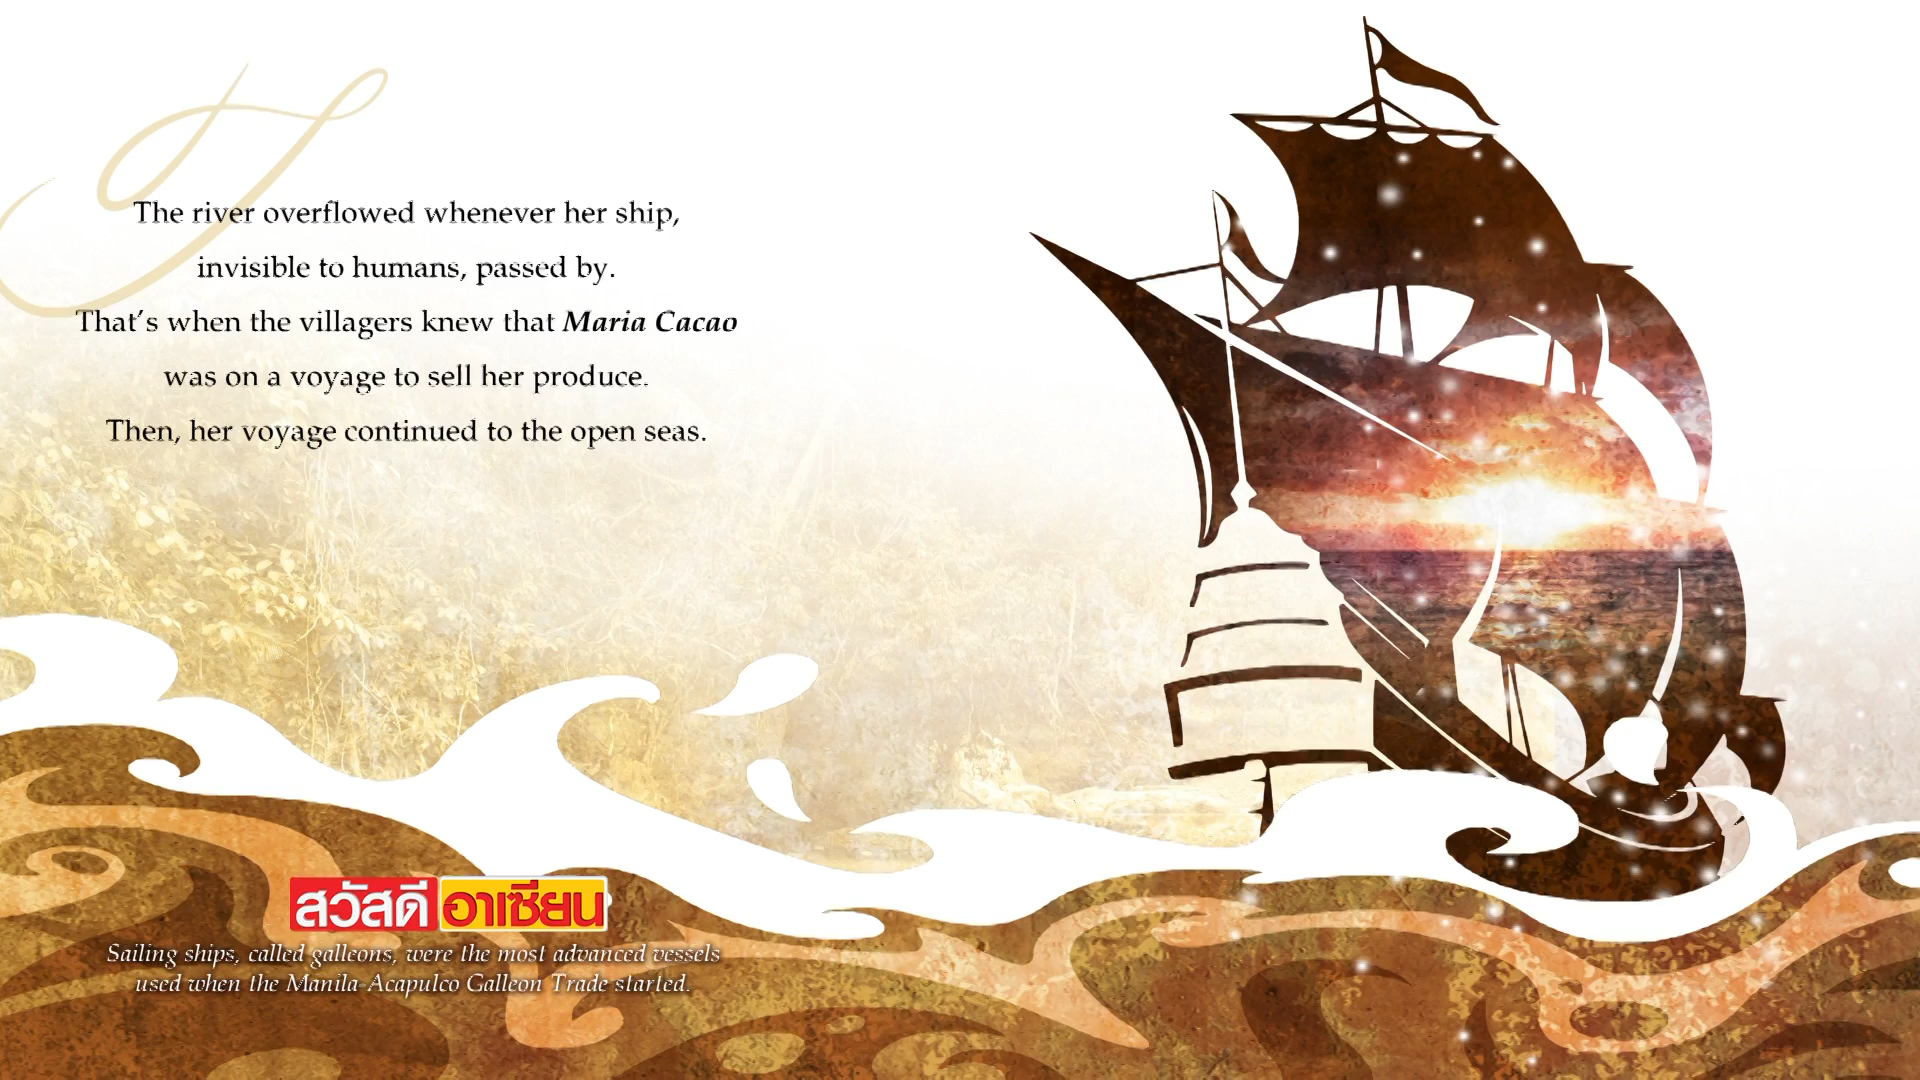 The river overflowed whenever her ship,
invisible to humans, passed by.
That's when the villagers knew that Maria Cacao
was on a voyage to sell her produce.
Then, her voyage continued to the open seas.
สวัสดีอาเซียน
Sailing ships, called galleons, were the most advanced vessels
used when the Manila-Acapulco Galleon Trade started.